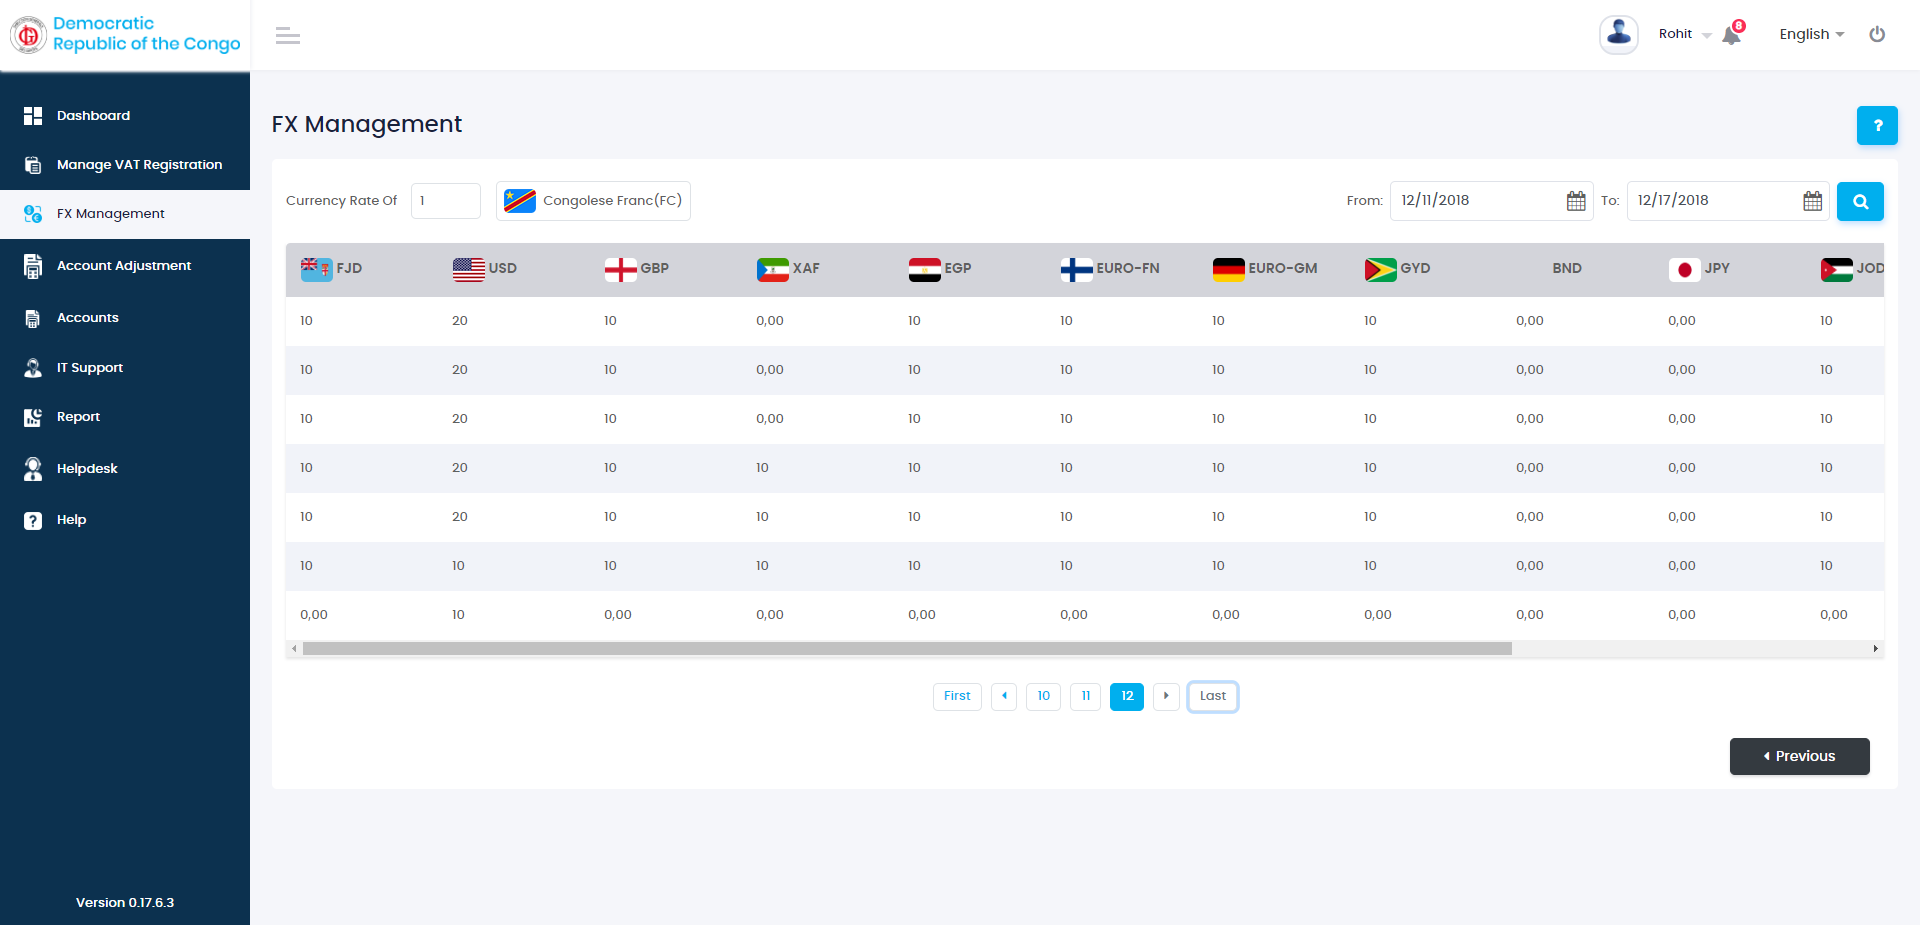 Democratic
Republic of the Congo
Rohit
8
English
Dashboard
Manage VAT Registration
FX Management
Account Adjustment
Accounts
IT Support
Report
Helpdesk
Help
Version 0.17.6.3
FX Management
?
Currency Rate Of 1 Congolese Franc(FC) From: 12/11/2018 To: 12/17/2018
FJD USD GBP XAF EGP EURO-FN EURO-GM GYD BND JPY JOD
10 20 10 0,00 10 10 10 10 0,00 0,00 10
10 20 10 0,00 10 10 10 10 0,00 0,00 10
10 20 10 0,00 10 10 10 10 0,00 0,00 10
10 20 10 10 10 10 10 10 0,00 0,00 10
10 20 10 10 10 10 10 10 0,00 0,00 10
10 10 10 10 10 10 10 10 0,00 0,00 10
0,00 10 0,00 0,00 0,00 0,00 0,00 0,00 0,00 0,00 0,00
First 10 11 12 Last
Previous